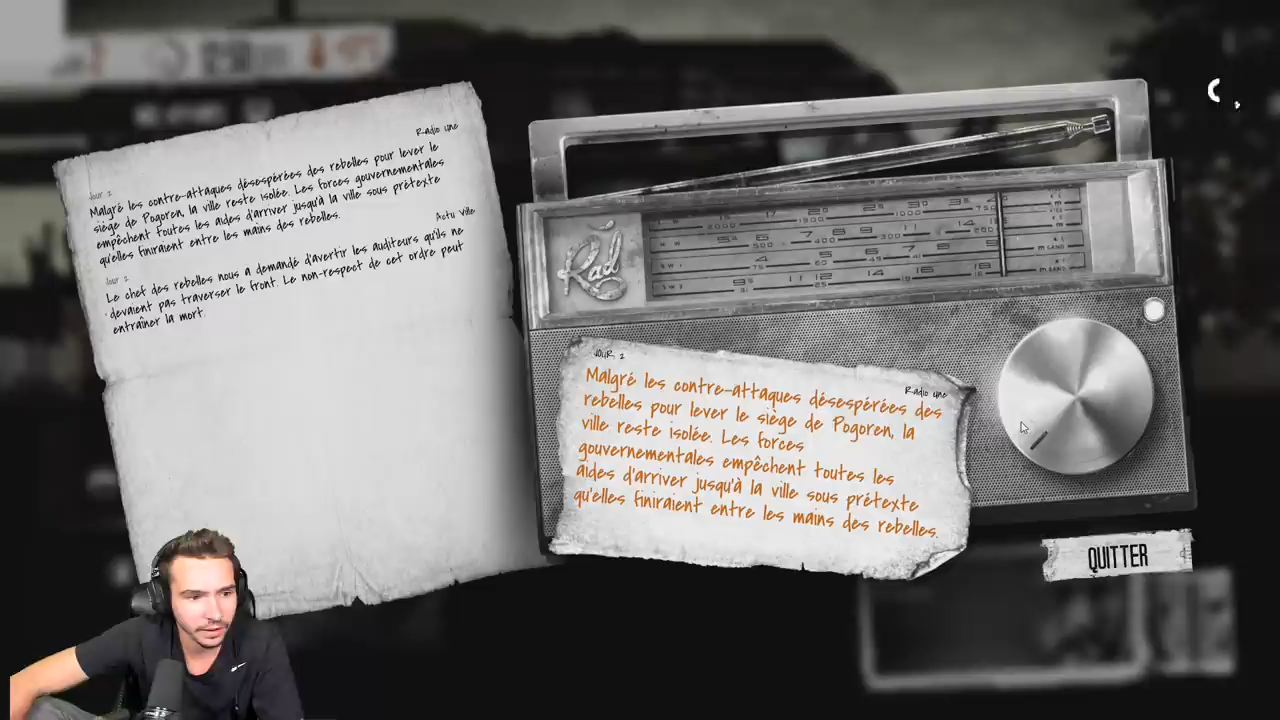 Radio une
Jour 2
Malgré les contre-attaques désespérées des rebelles pour lever le
siège de Pogoren, la ville reste isolée. Les forces gouvernementales
empêchent toutes les aides d'arriver jusqu'à la ville sous prétexte
qu'elles finiraient entre les mains des rebelles.
Actu ville
Jour 2
Le chef des rebelles nous a demandé d'avertir les auditeurs qu'ils ne
devaient pas traverser le front. Le non-respect de cet ordre peut
entraîner la mort.
Rad
JOUR 2
Radio une
Malgré les contre-attaques désespérées des
rebelles pour lever le siège de Pogoren, la
ville reste isolée. Les forces
gouvernementales empêchent toutes les
aides d'arriver jusqu'à la ville sous prétexte
qu'elles finiraient entre les mains des rebelles.
QUITTER